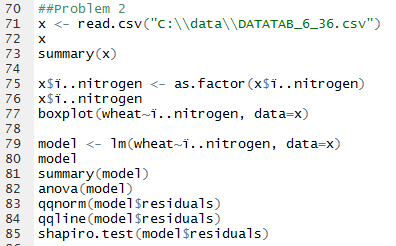 70 ##Problem 2
71 x <- read.csv("C:\\data\\DATATAB_6_36.csv")
72 x
73 summary(x)
74
75 x$ï..nitrogen <- as.factor(x$ï..nitrogen)
76 x$ï..nitrogen
77 boxplot(wheat~ï..nitrogen, data=x)
78
79 model <- lm(wheat~ï..nitrogen, data=x)
80 model
81 summary(model)
82 anova(model)
83 qqnorm(model$residuals)
84 qqline(model$residuals)
85 shapiro.test(model$residuals)